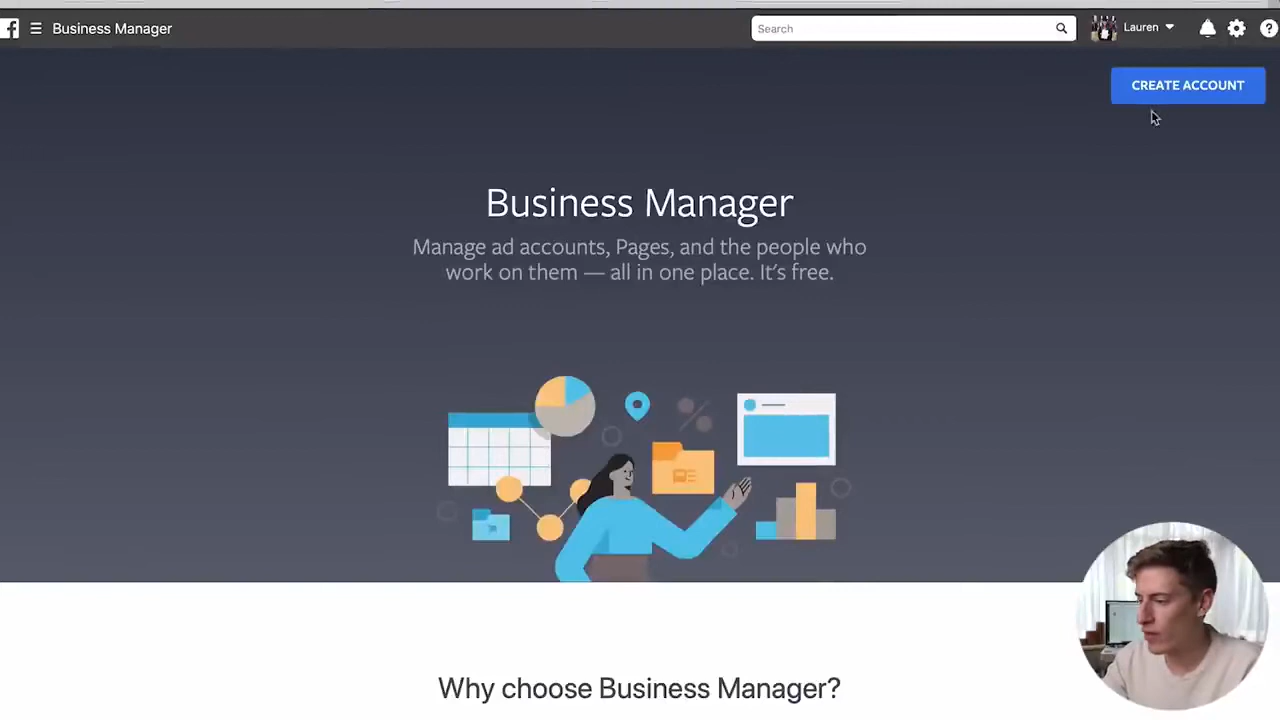 Business Manager
Search
Lauren
CREATE ACCOUNT
Business Manager
Manage ad accounts, Pages, and the people who
work on them — all in one place. It's free.
Why choose Business Manager?